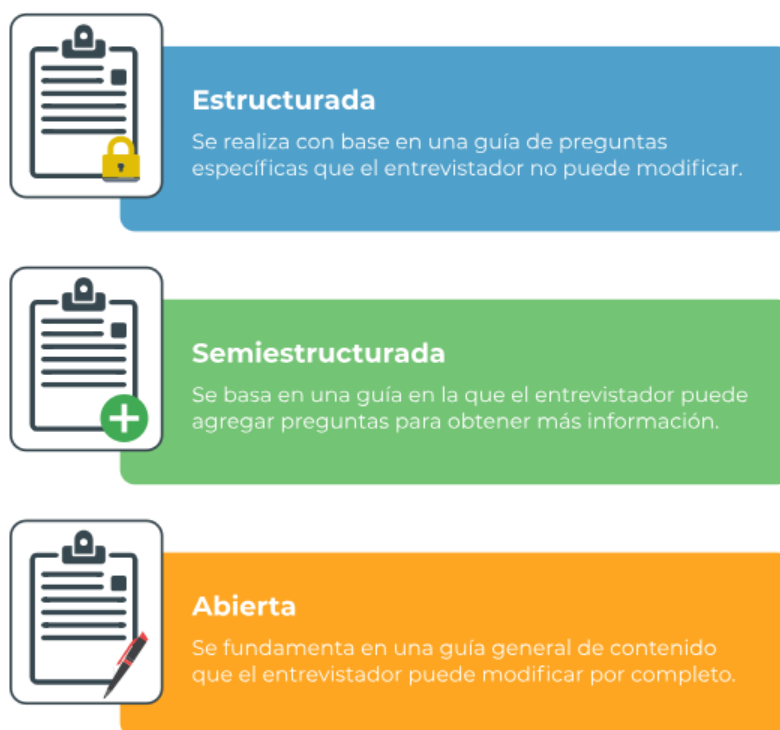 Estructurada
Se realiza con base en una guía de preguntas
específicas que el entrevistador no puede modificar.
Semiestructurada
Se basa en una guía en la que el entrevistador puede
agregar preguntas para obtener más información.
Abierta
Se fundamenta en una guía general de contenido
que el entrevistador puede modificar por completo.